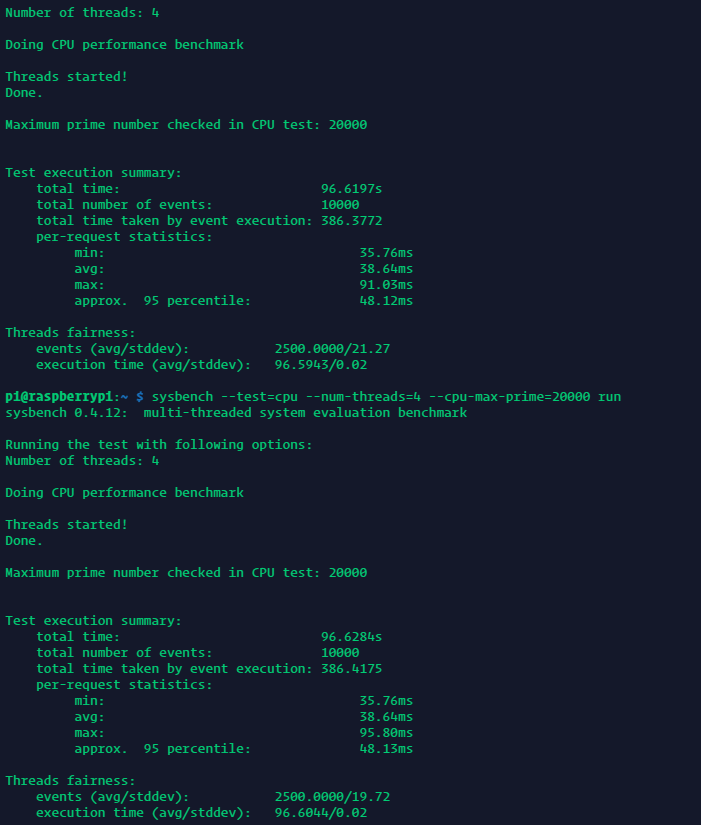 Number of threads: 4
Doing CPU performance benchmark
Threads started!
Done.
Maximum prime number checked in CPU test: 20000
Test execution summary:
total time: 96.6197s
total number of events: 10000
total time taken by event execution: 386.3772
per-request statistics:
min: 35.76ms
avg: 38.64ms
max: 91.03ms
approx. 95 percentile: 48.12ms
Threads fairness:
events (avg/stddev): 2500.0000/21.27
execution time (avg/stddev): 96.5943/0.02
pi@raspberrypi:~ $ sysbench --test=cpu --num-threads=4 --cpu-max-prime=20000 run
sysbench 0.4.12: multi-threaded system evaluation benchmark
Running the test with following options:
Number of threads: 4
Doing CPU performance benchmark
Threads started!
Done.
Maximum prime number checked in CPU test: 20000
Test execution summary:
total time: 96.6284s
total number of events: 10000
total time taken by event execution: 386.4175
per-request statistics:
min: 35.76ms
avg: 38.64ms
max: 95.80ms
approx. 95 percentile: 48.13ms
Threads fairness:
events (avg/stddev): 2500.0000/19.72
execution time (avg/stddev): 96.6044/0.02